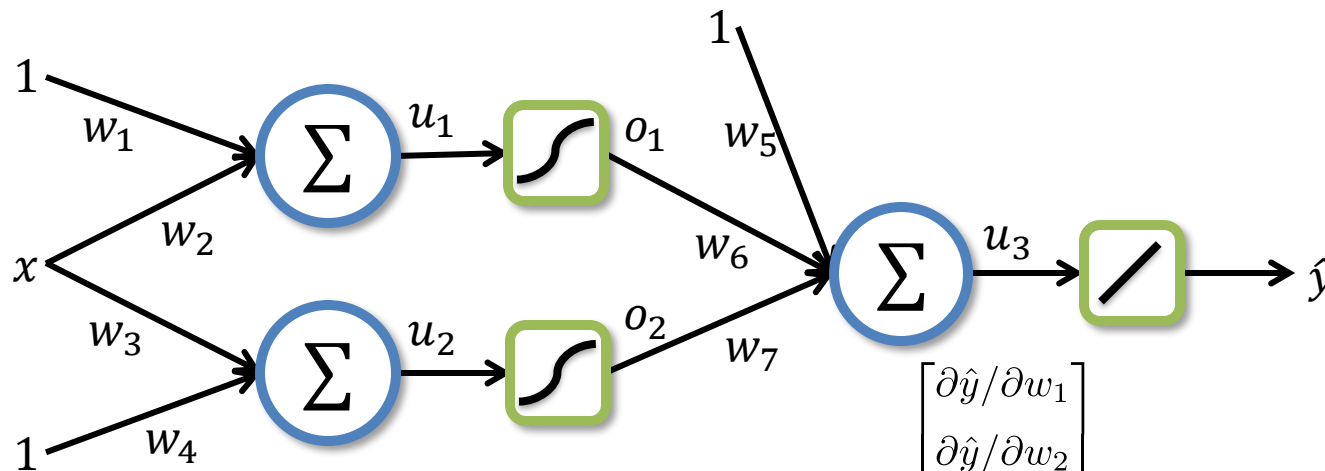 1
1
w₁
Σ
u₁
o₁
w₅
w₂
w₆
u₃
x
Σ
ŷ
w₃
Σ
u₂
o₂
w₇
∂ŷ/∂w₁
w₄
∂ŷ/∂w₂
1